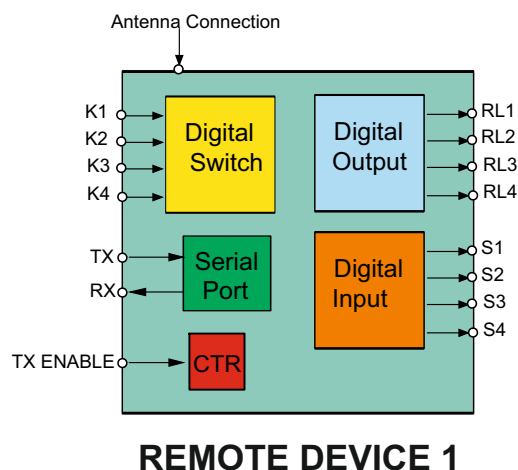 Antenna Connection
K1
K2
K3
K4
Digital
Switch
Digital
Output
RL1
RL2
RL3
RL4
TX
RX
Serial
Port
Digital
Input
S1
S2
S3
S4
TX ENABLE
CTR
REMOTE DEVICE 1